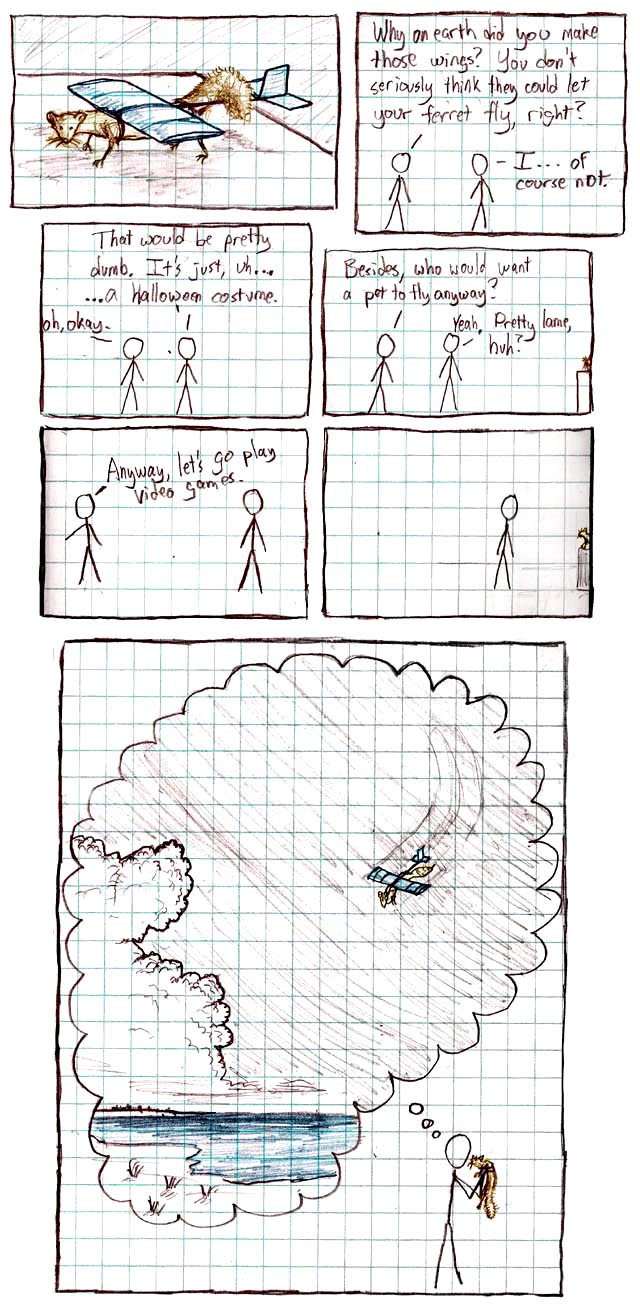 Why on earth did you make
those wings? You don't
seriously think they could let
your ferret fly, right?
I... of
course not.
That would be pretty
dumb. It's just, uh...
...a halloween costume.
oh, okay.
Besides, who would want
a pet to fly anyway?
Yeah. Pretty lame,
huh?
Anyway, let's go play
video games.